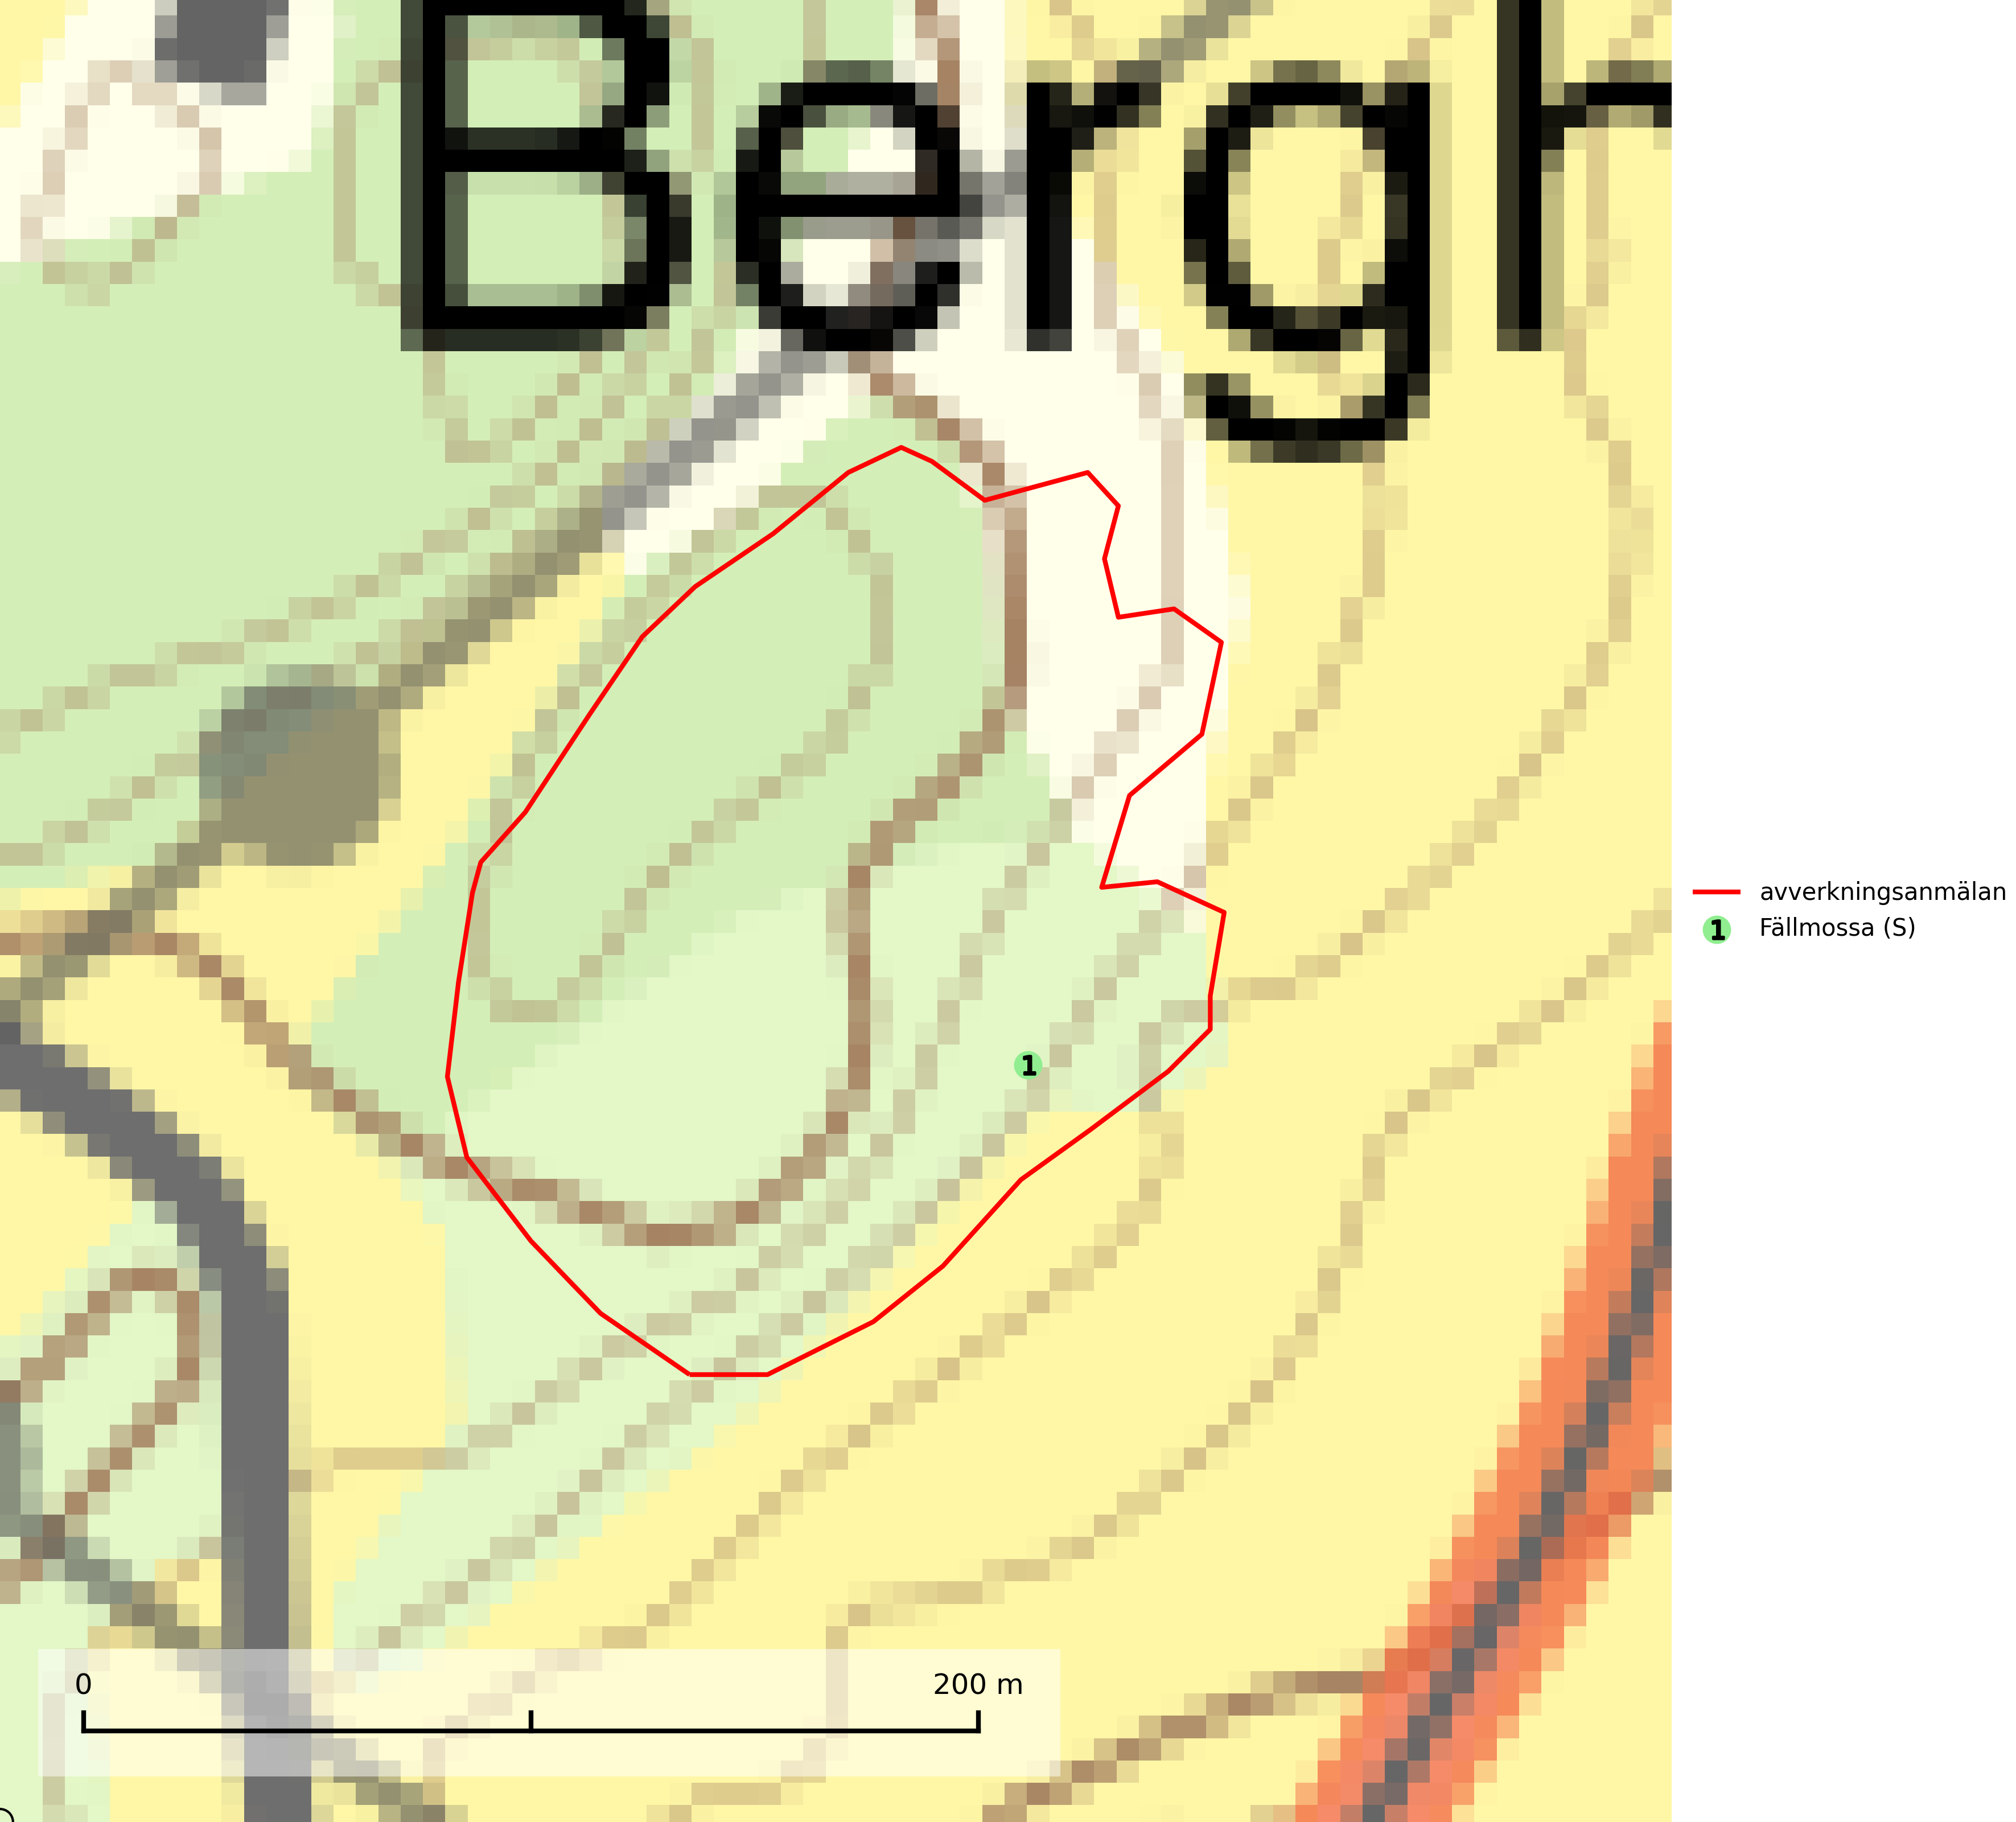 Bergh
1
avverkningsanmälan
1 Fällmossa (S)
0 200 m